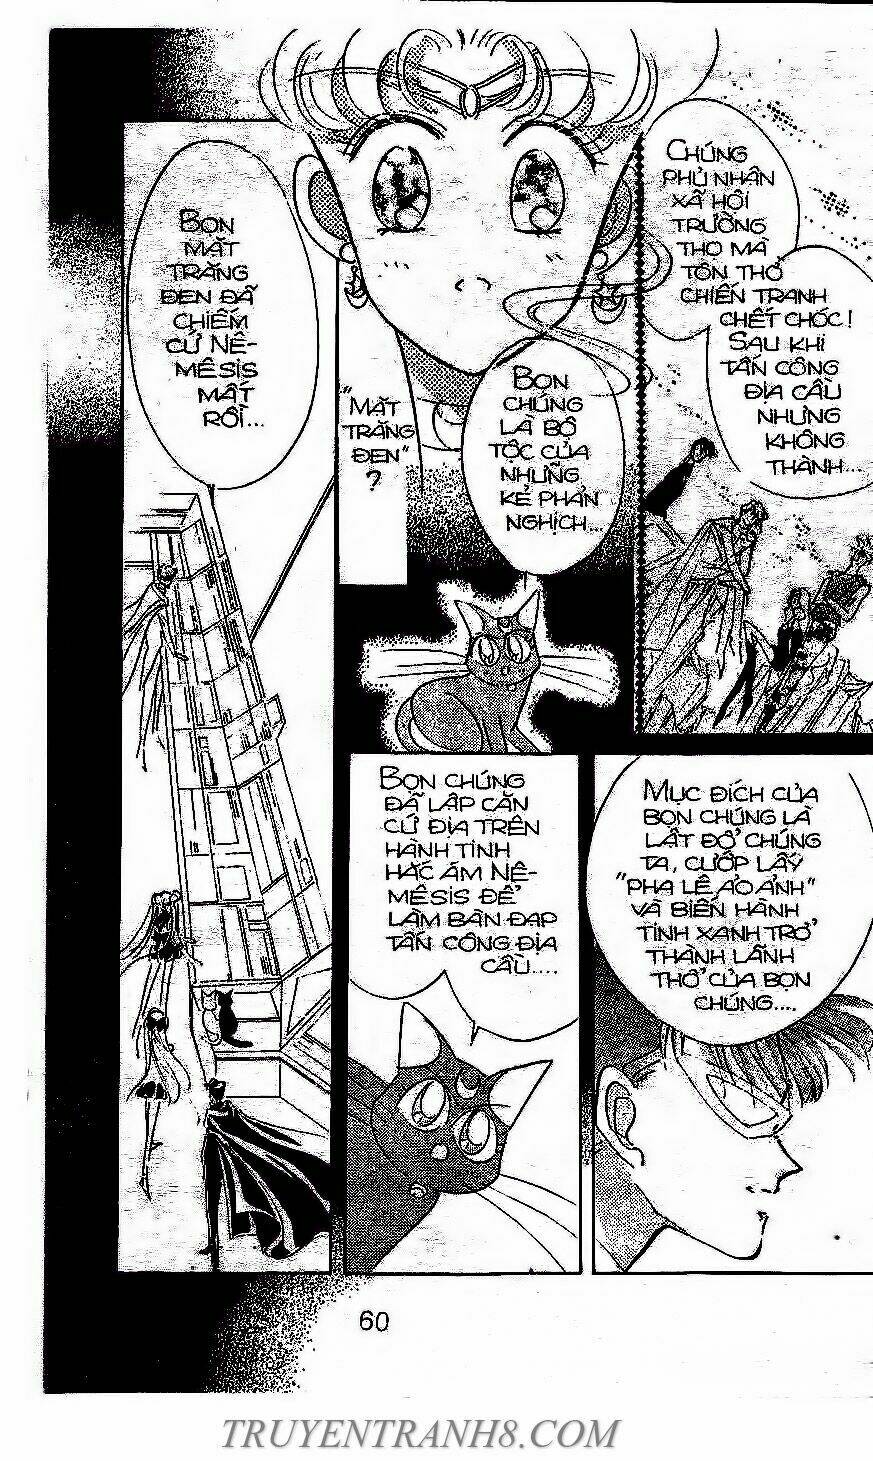 BỌN
MẶT
TRĂNG
ĐEN ĐÃ
CHIẾM
CỨ NÊ-
MÊSIS
MẤT
RỒI...
"MẶT
TRĂNG
ĐEN"
?
BỌN
CHÚNG
LÀ BỘ
TỘC CỦA
NHỮNG
KẺ PHẢN
NGHỊCH...
CHÚNG
PHỦ NHẬN
XÃ HỘI
TRƯỜNG
THỌ MÀ
TÔN THỜ
CHIẾN TRANH
CHẾT CHÓC!
SAU KHI
TẤN CÔNG
ĐỊA CẦU
NHƯNG
KHÔNG
THÀNH...
BỌN CHÚNG
ĐÃ LẬP CĂN
CỨ ĐỊA TRÊN
HÀNH TINH
HẮC ÁM NÊ-
MÊSIS ĐỂ
LÀM BÀN ĐẠP
TẤN CÔNG ĐỊA
CẦU....
MỤC ĐÍCH CỦA
BỌN CHÚNG LÀ
LẬT ĐỔ CHÚNG
TA, CƯỚP LẤY
"PHA LÊ ẢO ẢNH"
VÀ BIẾN HÀNH
TINH XANH TRỞ
THÀNH LÃNH
THỔ CỦA BỌN
CHÚNG....
60
TRUYENTRANH8.COM